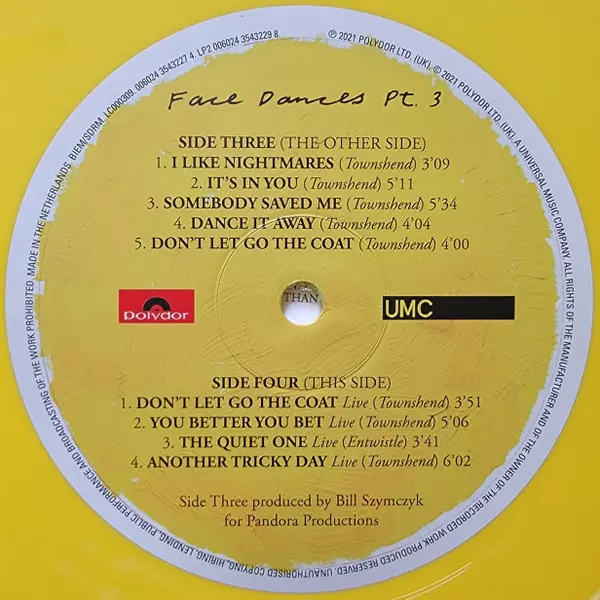 Face Dances Pt. 3
SIDE THREE (THE OTHER SIDE)
1. I LIKE NIGHTMARES (Townshend) 3’09
2. IT’S IN YOU (Townshend) 5’11
3. SOMEBODY SAVED ME (Townshend) 5’34
4. DANCE IT AWAY (Townshend) 4’04
5. DON’T LET GO THE COAT (Townshend) 4’00
polydor
THAN
UMC
SIDE FOUR (THIS SIDE)
1. DON’T LET GO THE COAT Live (Townshend) 3’51
2. YOU BETTER YOU BET Live (Townshend) 5’06
3. THE QUIET ONE Live (Entwistle) 3’41
4. ANOTHER TRICKY DAY Live (Townshend) 6’02
Side Three produced by Bill Szymczyk
for Pandora Productions
℗ 2021 POLYDOR LTD. (UK). © 2021 POLYDOR LTD. (UK). A UNIVERSAL MUSIC COMPANY. ALL RIGHTS OF THE MANUFACTURER AND OF THE OWNER OF THE RECORDED WORK PRODUCED RESERVED. UNAUTHORISED COPYING, HIRING, LENDING, PUBLIC PERFORMANCE AND BROADCASTING OF THE WORK PROHIBITED. MADE IN THE NETHERLANDS. BIEM/SDRM. LC000309. 006024 3543227 4. LP2 006024 3543229 8.